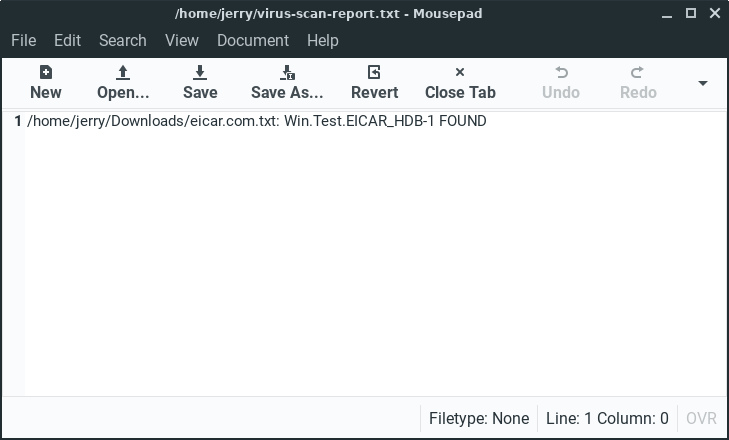 /home/jerry/virus-scan-report.txt - Mousepad
File Edit Search View Document Help
New Open... Save Save As... Revert Close Tab Undo Redo
1 /home/jerry/Downloads/eicar.com.txt: Win.Test.EICAR_HDB-1 FOUND
Filetype: None Line: 1 Column: 0 OVR